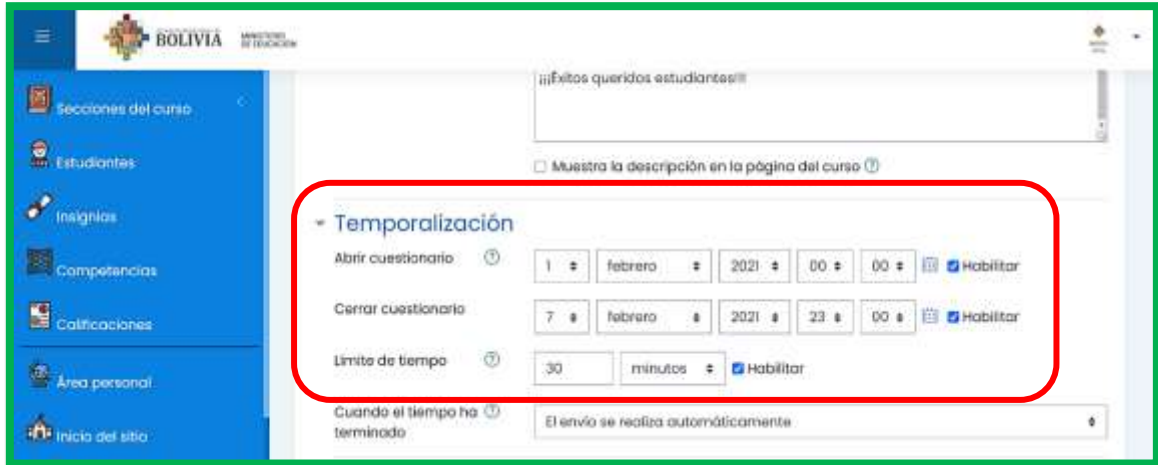 BOLIVIA
MINISTERIO
DE EDUCACIÓN
Secciones del curso
Estudiantes
Insignias
Competencias
Calificaciones
Área personal
Inicio del sitio
¡¡¡Éxitos queridos estudiantes!!!
Muestra la descripción en la página del curso
Temporalización
Abrir cuestionario 1 febrero 2021 00 00 Habilitar
Cerrar cuestionario 7 febrero 2021 23 00 Habilitar
Límite de tiempo 30 minutos Habilitar
Cuando el tiempo ha terminado El envío se realiza automáticamente